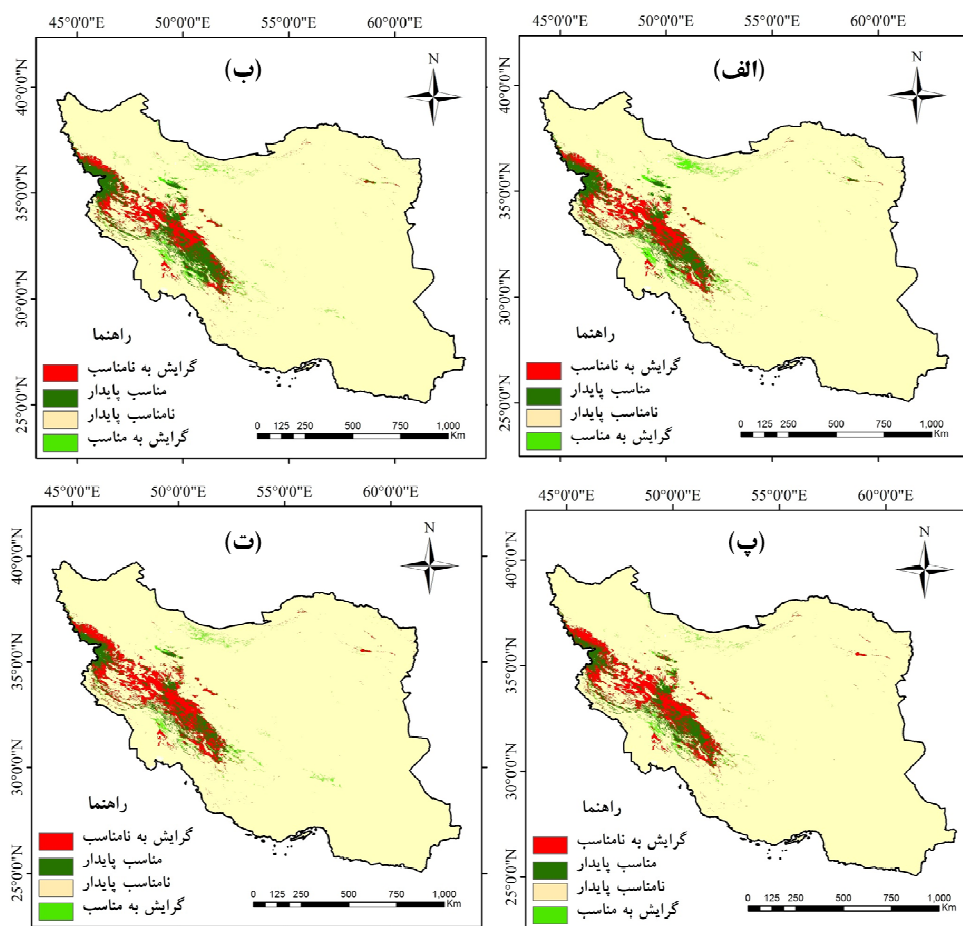 45°0'0"E 50°0'0"E 55°0'0"E 60°0'0"E
(الف)
N
40°0'0"N
35°0'0"N
30°0'0"N
25°0'0"N
راهنما
گرایش به نامناسب
مناسب پایدار
نامناسب پایدار
گرایش به مناسب
0 125 250 500 750 1,000
Km
45°0'0"E 50°0'0"E 55°0'0"E 60°0'0"E
(ب)
N
40°0'0"N
35°0'0"N
30°0'0"N
25°0'0"N
راهنما
گرایش به نامناسب
مناسب پایدار
نامناسب پایدار
گرایش به مناسب
0 125 250 500 750 1,000
Km
45°0'0"E 50°0'0"E 55°0'0"E 60°0'0"E
(پ)
N
40°0'0"N
35°0'0"N
30°0'0"N
25°0'0"N
راهنما
گرایش به نامناسب
مناسب پایدار
نامناسب پایدار
گرایش به مناسب
0 125 250 500 750 1,000
Km
45°0'0"E 50°0'0"E 55°0'0"E 60°0'0"E
(ت)
N
40°0'0"N
35°0'0"N
30°0'0"N
25°0'0"N
راهنما
گرایش به نامناسب
مناسب پایدار
نامناسب پایدار
گرایش به مناسب
0 125 250 500 750 1,000
Km